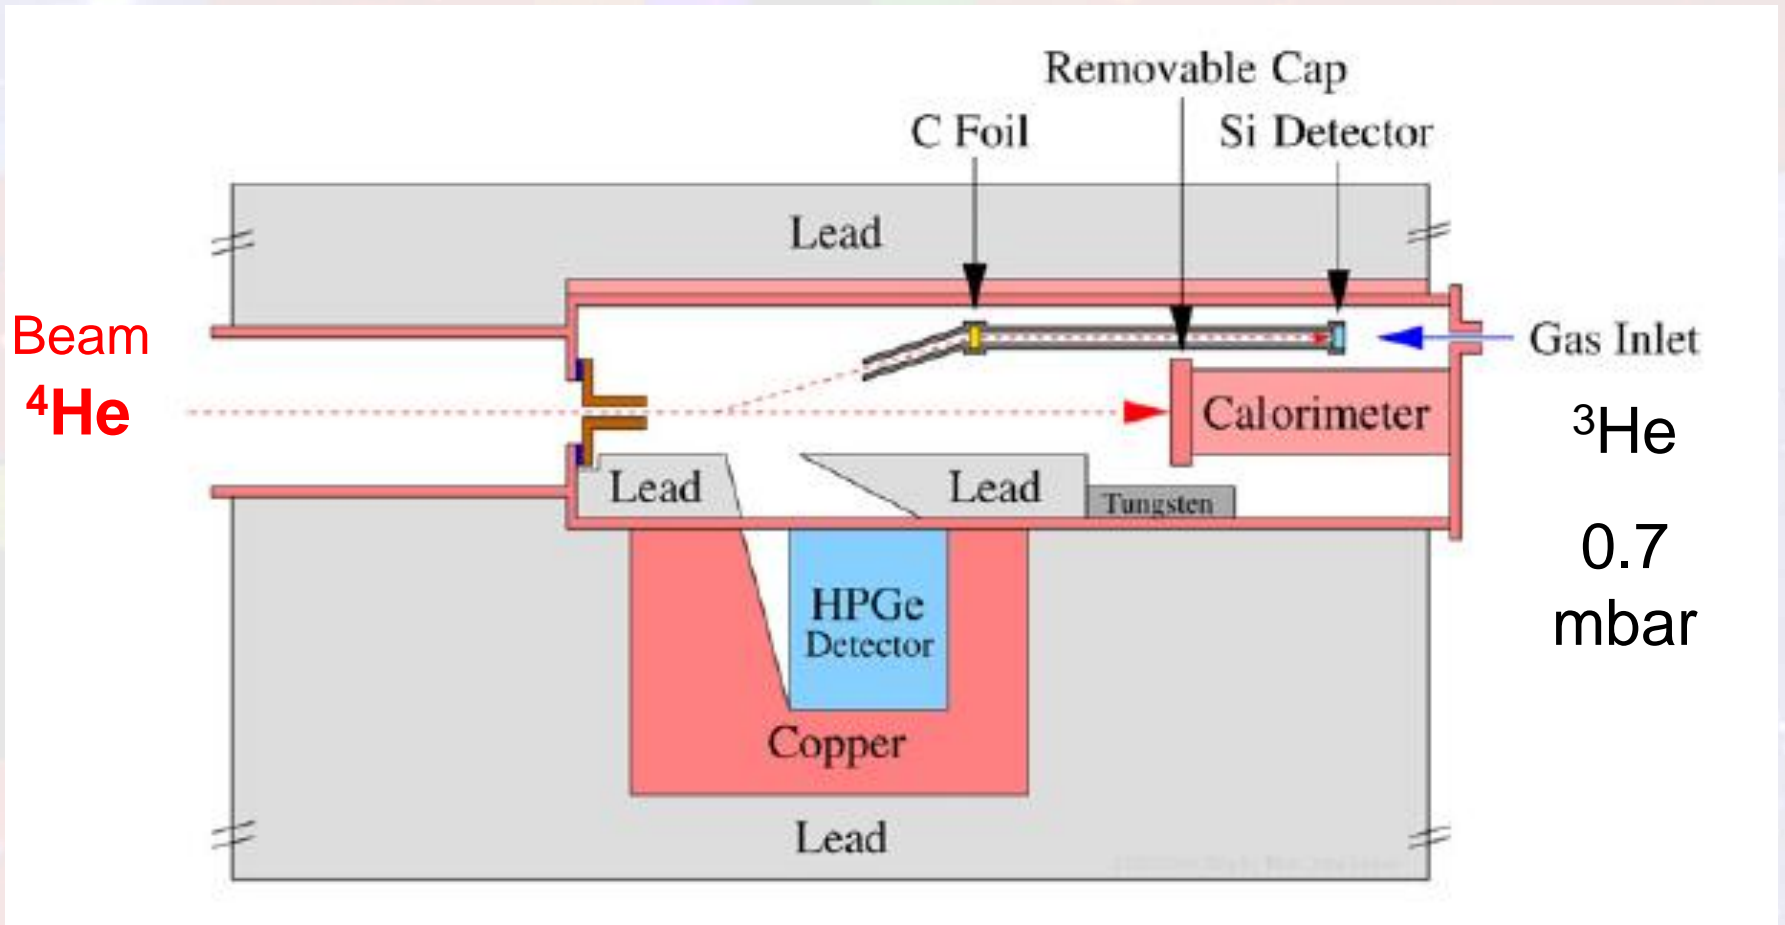 Removable Cap
C Foil
Si Detector
Lead
Beam
⁴He
Gas Inlet
Calorimeter
³He
Lead
Lead
Tungsten
0.7
mbar
HPGe
Detector
Copper
Lead